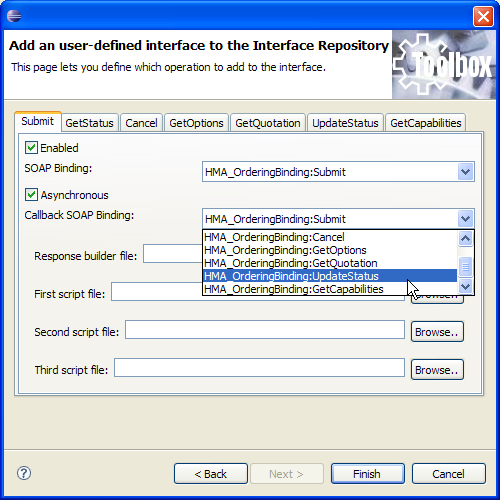 Add an user-defined interface to the Interface Repository
This page lets you define which operation to add to the interface.
Toolbox
Submit GetStatus Cancel GetOptions GetQuotation UpdateStatus GetCapabilities
Enabled
SOAP Binding: HMA_OrderingBinding:Submit
Asynchronous
Callback SOAP Binding: HMA_OrderingBinding:Submit
HMA_OrderingBinding:Cancel
HMA_OrderingBinding:GetOptions
Response builder file:
HMA_OrderingBinding:GetQuotation
HMA_OrderingBinding:UpdateStatus
HMA_OrderingBinding:GetCapabilities
First script file: Browse..
Second script file: Browse..
Third script file: Browse..
? < Back Next > Finish Cancel